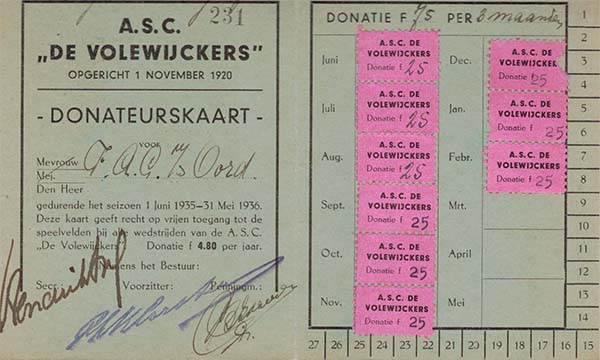 231
A.S.C.
„DE VOLEWIJCKERS"
OPGERICHT 1 NOVEMBER 1920
- DONATEURSKAART -
VOOR
Mevrouw
Mej.
Den Heer
gedurende het seizoen 1 Juni 1935-31 Mei 1936.
Deze kaart geeft recht op vrijen toegang tot de
speelvelden bij alle wedstrijden van de A. S. C.
„De Volewijckers" Donatie f 4.80 per jaar.
Namens het Bestuur:
Secr. Voorzitter: Penningm.:
DONATIE F 75 PER 3 maanden
Juni
A.S.C. DE
VOLEWIJCKERS
Donatie f 25
Juli
A.S.C. DE
VOLEWIJCKERS
Donatie f 25
Aug.
A.S.C. DE
VOLEWIJCKERS
Donatie f 25
Sept.
A.S.C. DE
VOLEWIJCKERS
Donatie f 25
Oct.
A.S.C. DE
VOLEWIJCKERS
Donatie f 25
Nov.
A.S.C. DE
VOLEWIJCKERS
Donatie f 25
Dec.
A.S.C. DE
VOLEWIJCKERS
Donatie f 25
Jan.
A.S.C. DE
VOLEWIJCKERS
Donatie f 25
Febr.
A.S.C. DE
VOLEWIJCKERS
Donatie f 25
Mrt.
April
Mei
1
2
3
4
5
6
7
8
9
10
11
12
13
14
27 26 25 24 23 22 21 20 19 18 17 16 15